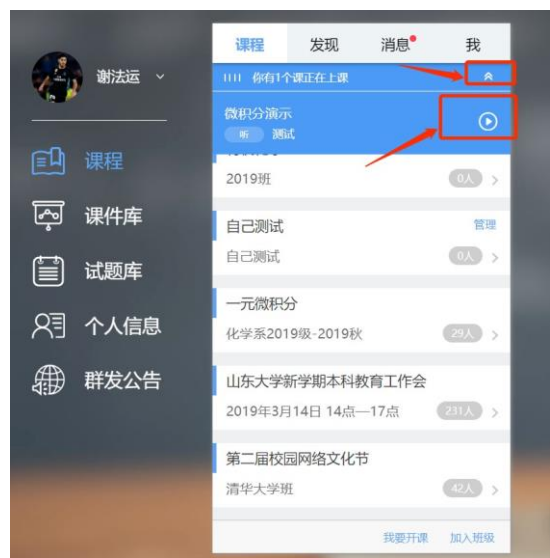 谢法运
课程
课件库
试题库
个人信息
群发公告
课程 发现 消息 我
你有1个课正在上课
微积分演示
听 测试
2019班 0人
自己测试 管理
自己测试 0人
一元微积分
化学系2019级-2019秋 29人
山东大学新学期本科教育工作会
2019年3月14日 14点—17点 231人
第二届校园网络文化节
清华大学班 42人
我要开课 加入班级